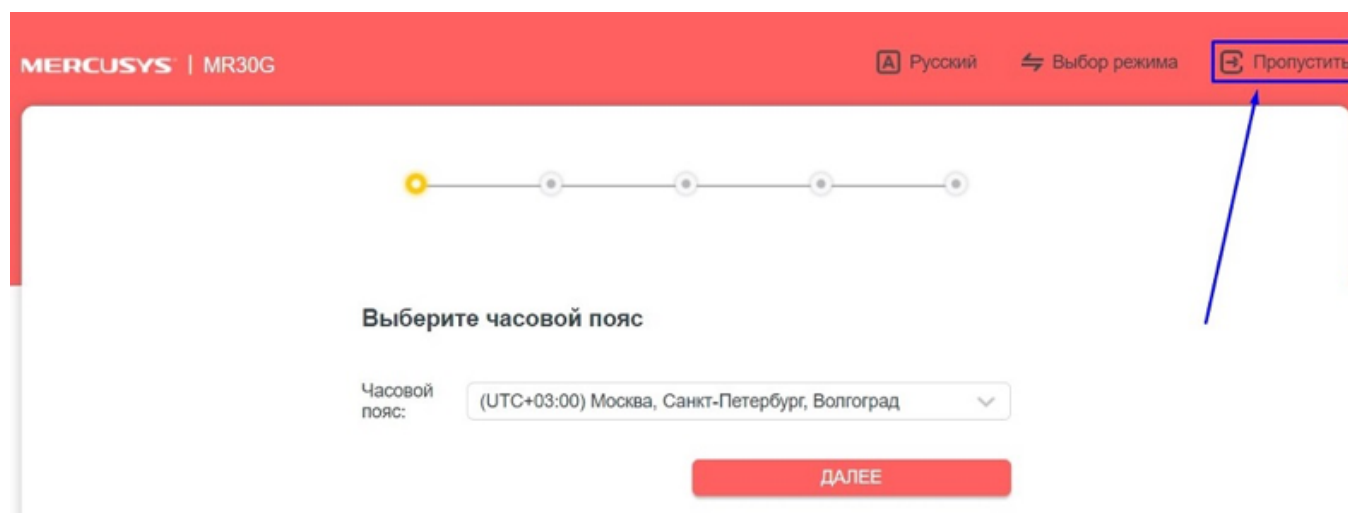 MERCUSYS | MR30G
Русский
Выбор режима
Пропустить
Выберите часовой пояс
Часовой пояс:
(UTC+03:00) Москва, Санкт-Петербург, Волгоград
ДАЛЕЕ